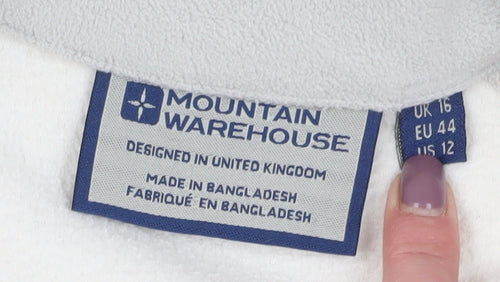 MOUNTAIN
WAREHOUSE
DESIGNED IN UNITED KINGDOM
MADE IN BANGLADESH
FABRIQUÉ EN BANGLADESH
UK 16
EU 44
US 12